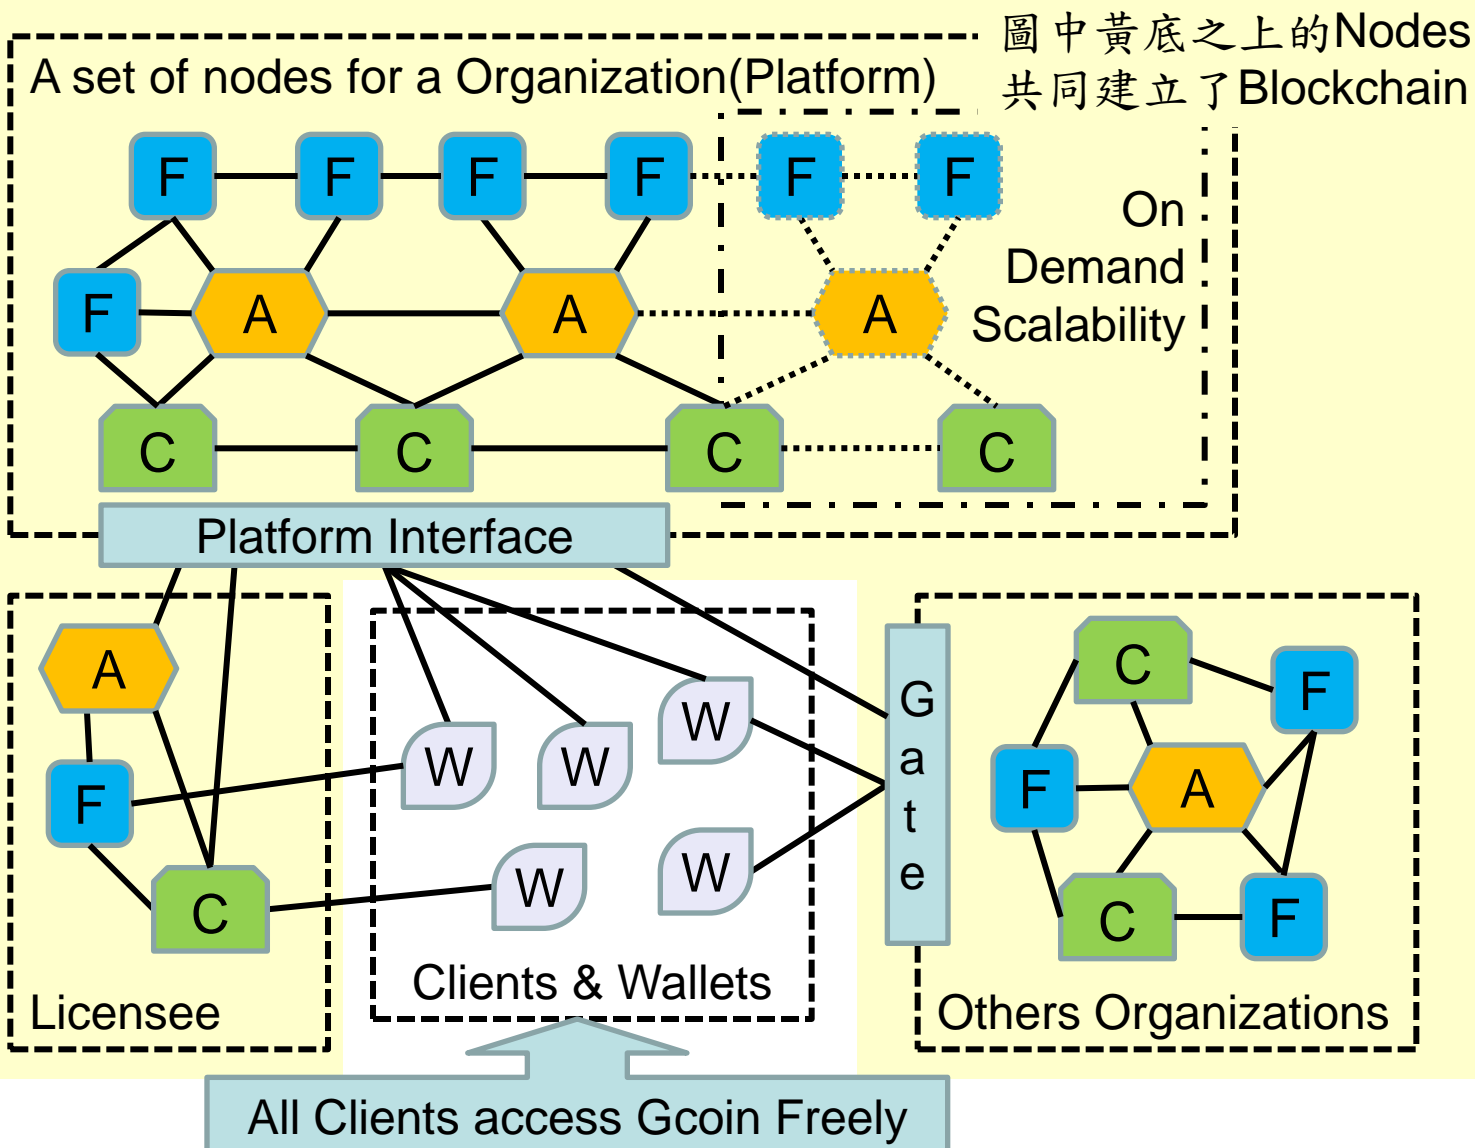 圖中黃底之上的Nodes
共同建立了Blockchain
A set of nodes for a Organization(Platform)
F F F F F F
On
Demand
Scalability
F A A A
C C C C
Platform Interface
A
F
C
Licensee
W W W
W W
Clients & Wallets
G
a
t
e
C F
F A
C F
Others Organizations
All Clients access Gcoin Freely